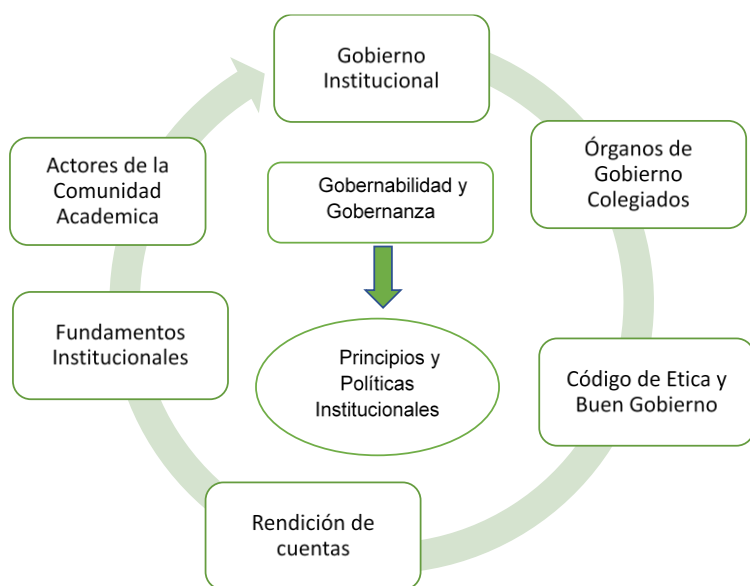 Gobierno
Institucional
Órganos de
Gobierno
Colegiados
Código de Etica y
Buen Gobierno
Rendición de
cuentas
Fundamentos
Institucionales
Actores de la
Comunidad
Academica
Gobernabilidad y
Gobernanza
Principios y
Políticas
Institucionales